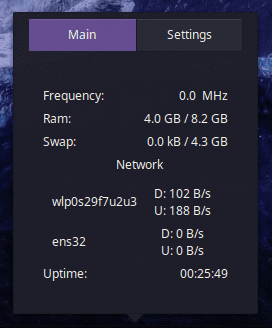 Main Settings
Frequency: 0.0 MHz
Ram: 4.0 GB / 8.2 GB
Swap: 0.0 kB / 4.3 GB
Network
wlp0s29f7u2u3 D: 102 B/s
U: 188 B/s
ens32 D: 0 B/s
U: 0 B/s
Uptime: 00:25:49